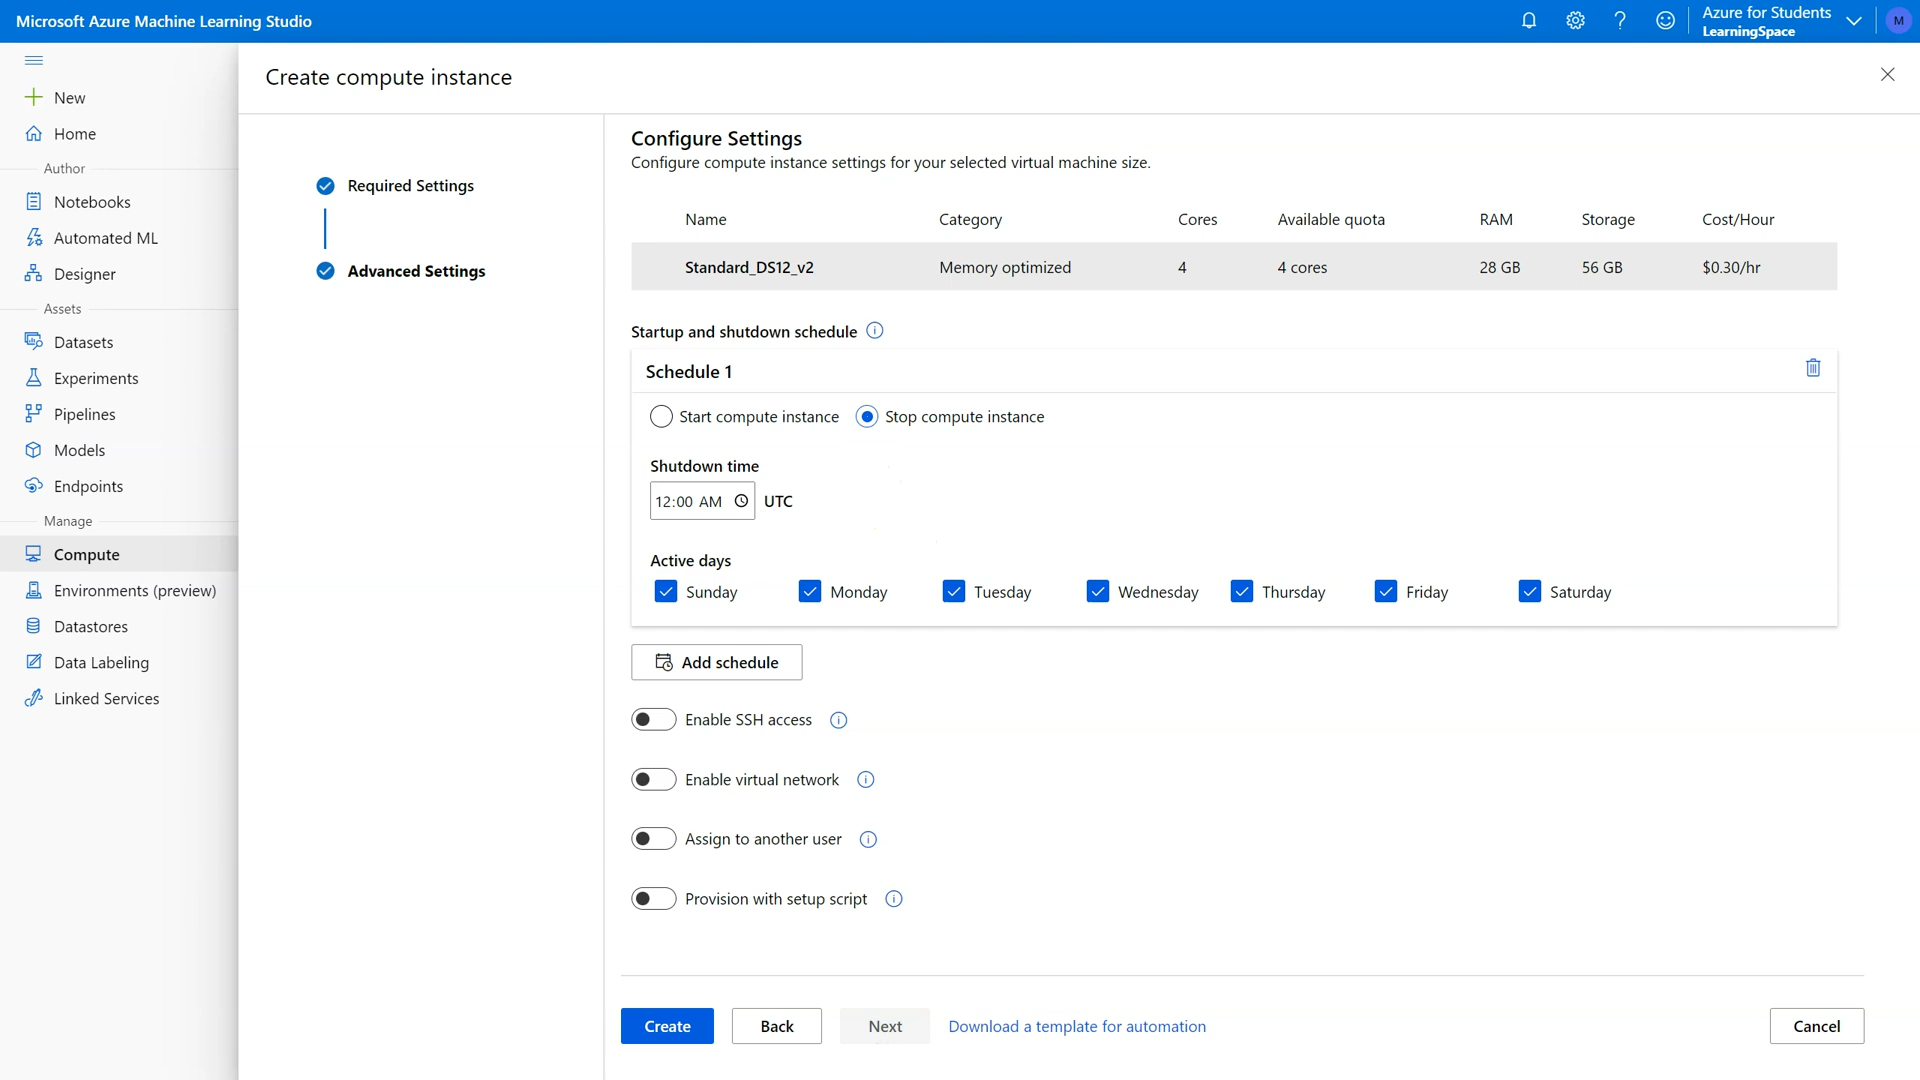 Microsoft Azure Machine Learning Studio
Azure for Students
LearningSpace
M
New
Home
Author
Notebooks
Automated ML
Designer
Assets
Datasets
Experiments
Pipelines
Models
Endpoints
Manage
Compute
Environments (preview)
Datastores
Data Labeling
Linked Services
Create compute instance
Required Settings
Advanced Settings
Configure Settings
Configure compute instance settings for your selected virtual machine size.
Name Category Cores Available quota RAM Storage Cost/Hour
Standard_DS12_v2 Memory optimized 4 4 cores 28 GB 56 GB $0.30/hr
Startup and shutdown schedule
Schedule 1
Start compute instance Stop compute instance
Shutdown time
12:00 AM UTC
Active days
Sunday Monday Tuesday Wednesday Thursday Friday Saturday
Add schedule
Enable SSH access
Enable virtual network
Assign to another user
Provision with setup script
Create Back Next Download a template for automation Cancel